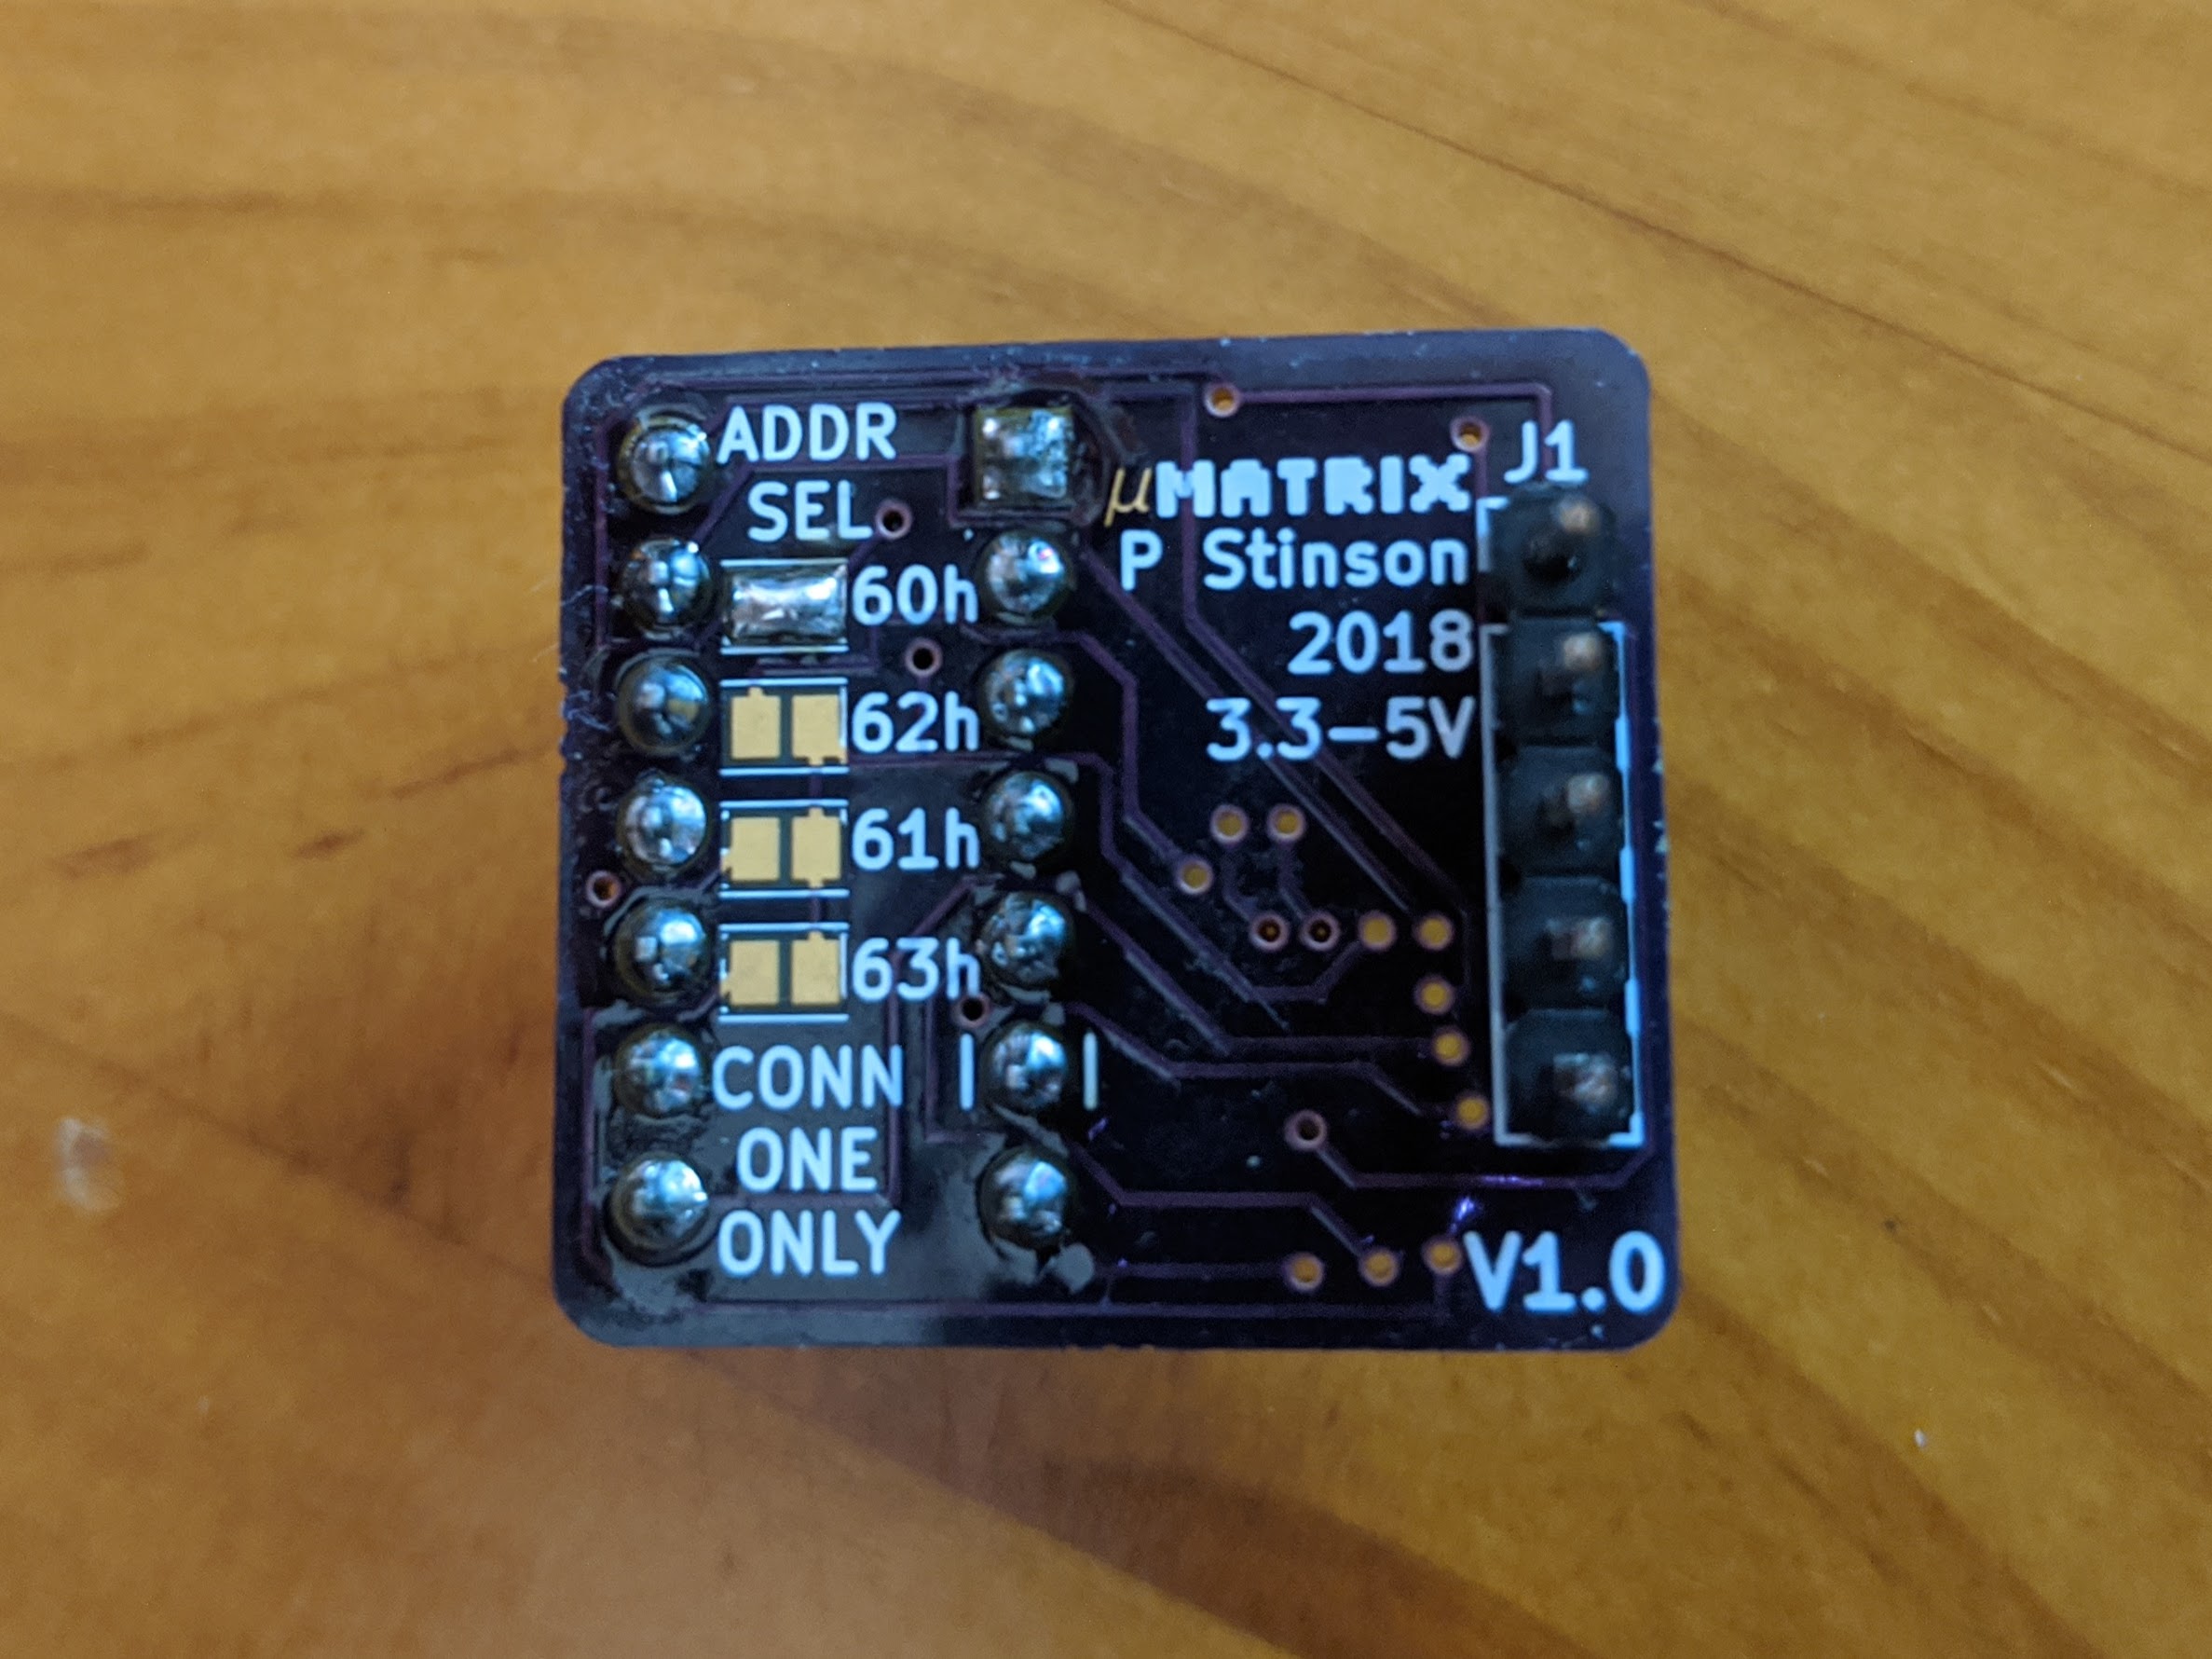 ADDR
SEL
60h
62h
61h
63h
CONN
ONE
ONLY
μMATRIX
P Stinson
2018
3.3-5V
J1
V1.0